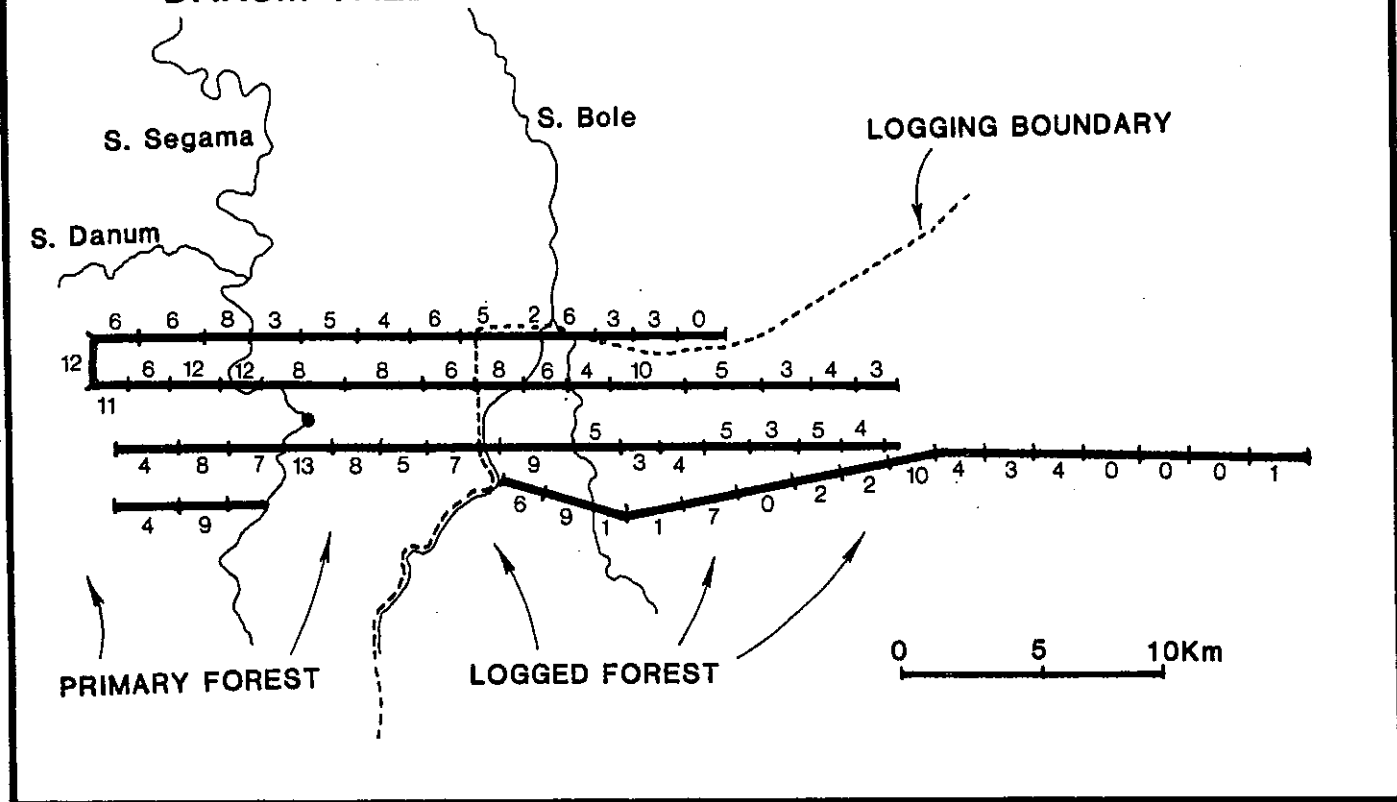 S. Bole
LOGGING BOUNDARY
S. Segama
S. Danum
6 6 8 3 5 4 6 5 2 6 3 3 0
12 6 12 12 8 8 6 8 6 4 10 5 3 4 3
11
5 5 3 5 4
4 8 7 13 8 5 7 9 3 4 10 4 3 4 0 0 0 1
4 9 6 9 1 1 7 0 2 2
PRIMARY FOREST
LOGGED FOREST
0 5 10Km